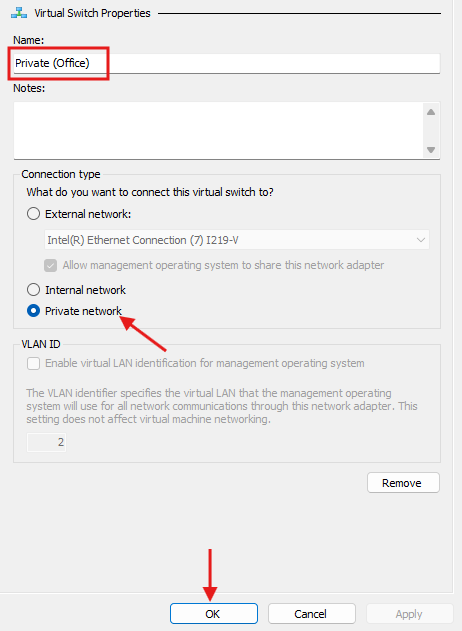 Virtual Switch Properties
Name:
Private (Office)
Notes:
Connection type
What do you want to connect this virtual switch to?
External network:
Intel(R) Ethernet Connection (7) I219-V
Allow management operating system to share this network adapter
Internal network
Private network
VLAN ID
Enable virtual LAN identification for management operating system
The VLAN identifier specifies the virtual LAN that the management operating
system will use for all network communications through this network adapter. This
setting does not affect virtual machine networking.
2
Remove
OK
Cancel
Apply